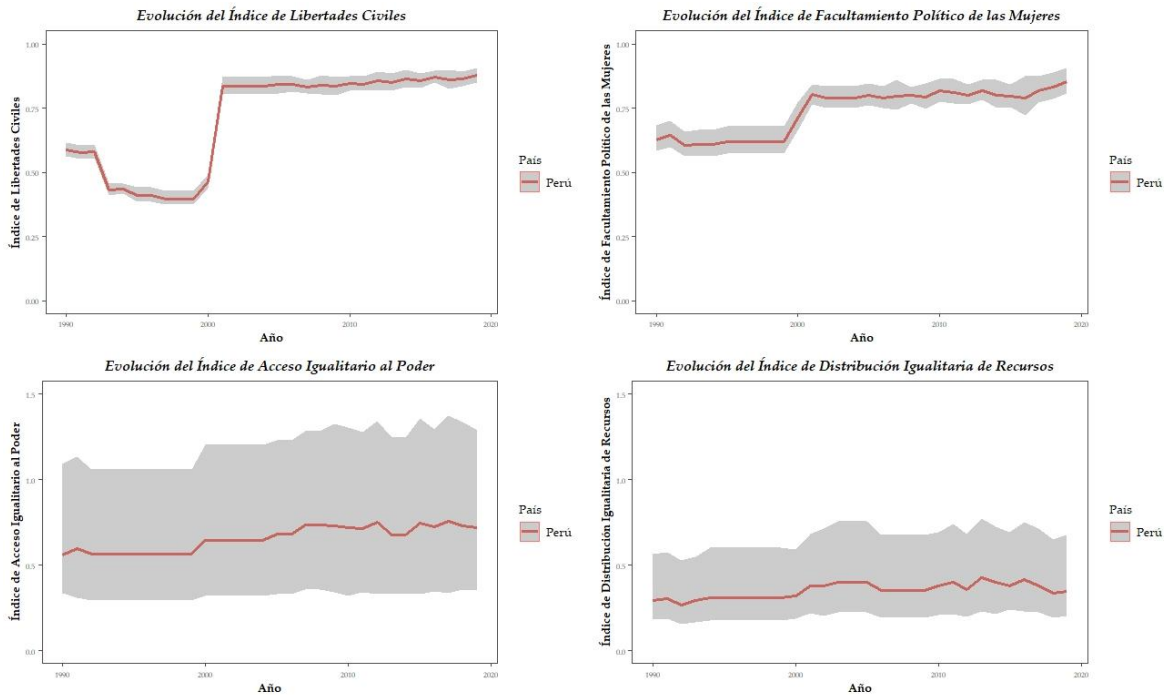 Evolución del Índice de Libertades Civiles
Índice de Libertades Civiles
1.00
0.75
0.50
0.25
0.00
1990
2000
2010
2020
Año
País
Perú
Evolución del Índice de Facultamiento Político de las Mujeres
Índice de Facultamiento Político de las Mujeres
1.00
0.75
0.50
0.25
0.00
1990
2000
2010
2020
Año
País
Perú
Evolución del Índice de Acceso Igualitario al Poder
Índice de Acceso Igualitario al Poder
1.5
1.0
0.5
0.0
1990
2000
2010
2020
Año
País
Perú
Evolución del Índice de Distribución Igualitaria de Recursos
Índice de Distribución Igualitaria de Recursos
1.5
1.0
0.5
0.0
1990
2000
2010
2020
Año
País
Perú